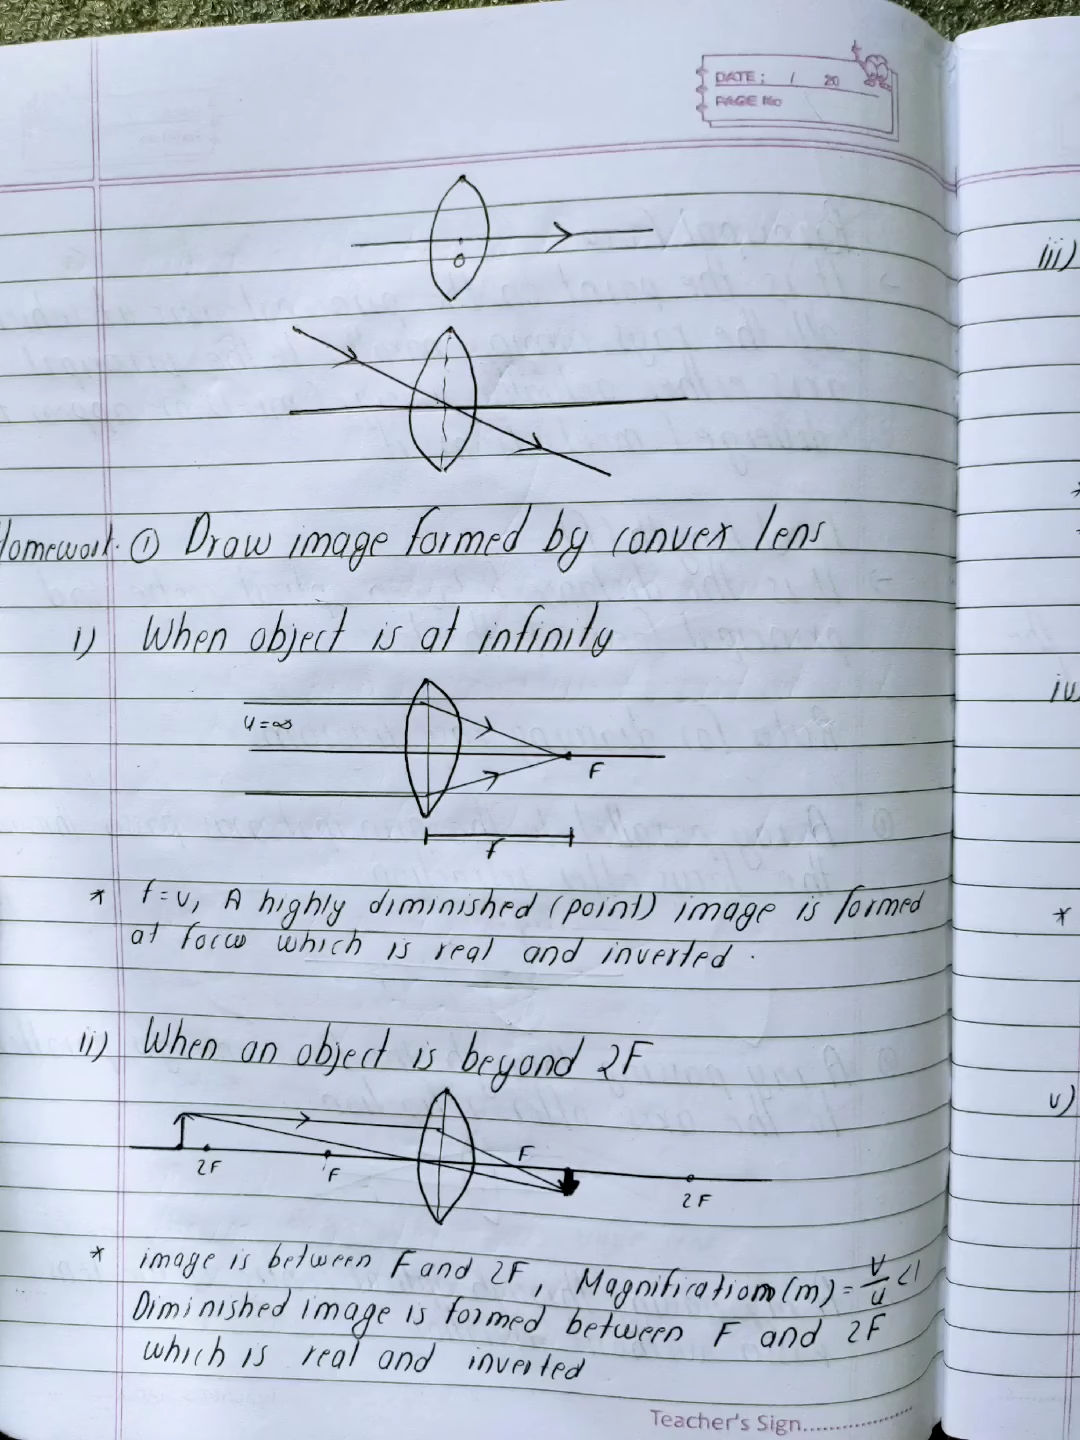 DATE: / 20
PAGE No
O
iii)
Homework. ① Draw image formed by convex lens
i) When object is at infinity
iv
u=∞
F
f
* f=v, A highly diminished (point) image is formed
*
at focus which is real and inverted.
ii) When an object is beyond 2F
v)
2F F F 2F
* image is between F and 2F, Magnification (m) = v/u <1
Diminished image is formed between F and 2F
which is real and inverted
Teacher's Sign................